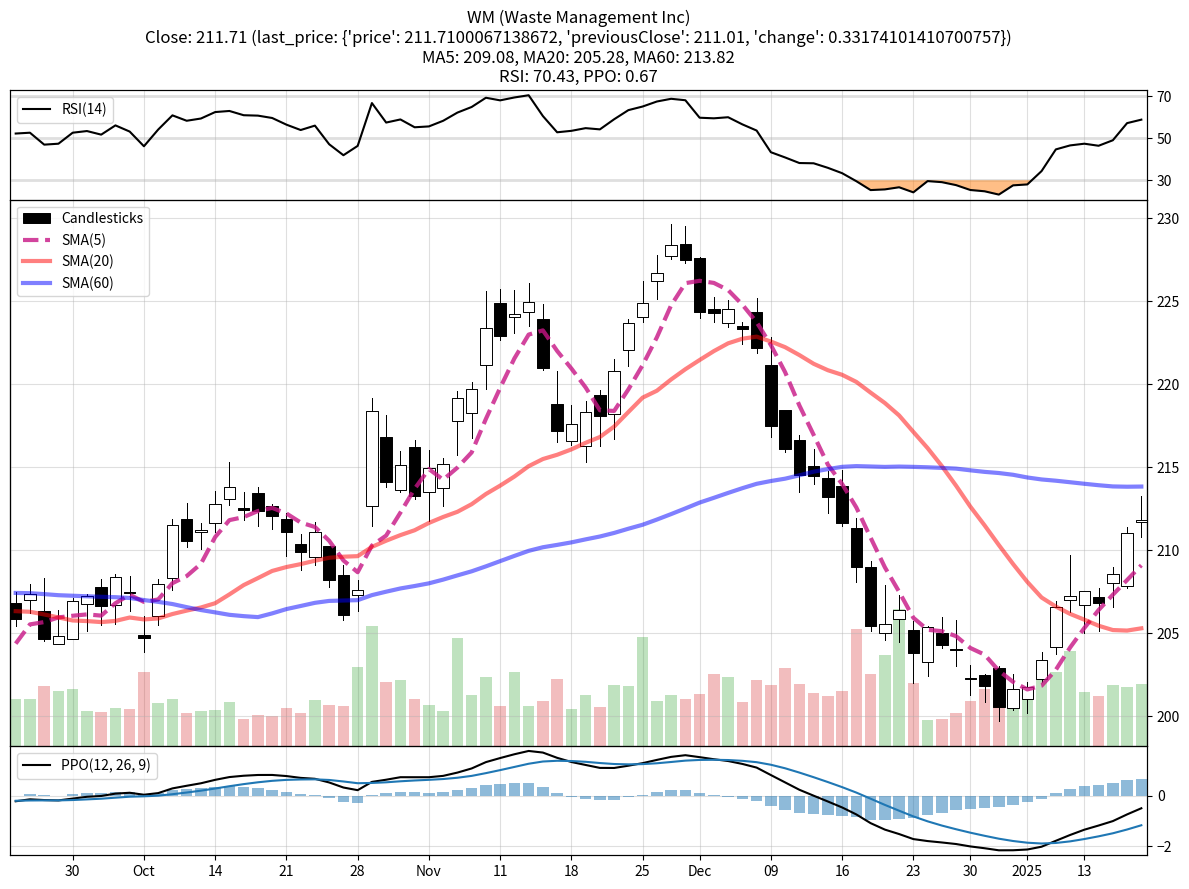 WM (Waste Management Inc)
Close: 211.71 (last_price: {'price': 211.7100067138672, 'previousClose': 211.01, 'change': 0.33174101410700757})
MA5: 209.08, MA20: 205.28, MA60: 213.82
RSI: 70.43, PPO: 0.67
RSI(14)
70
50
30
Candlesticks
SMA(5)
SMA(20)
SMA(60)
230
225
220
215
210
205
200
PPO(12, 26, 9)
0
−2
30 Oct 14 21 28 Nov 11 18 25 Dec 09 16 23 30 2025 13